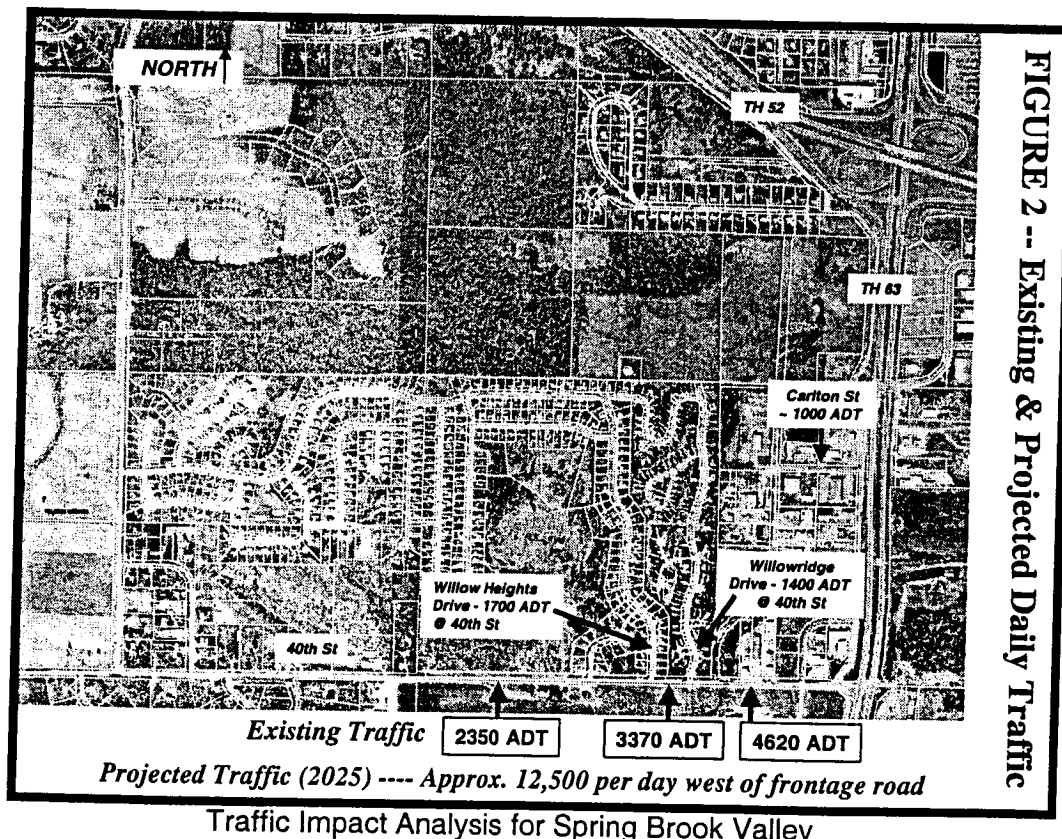 FIGURE 2 -- Existing & Projected Daily Traffic
NORTH
TH 52
TH 63
Carlton St
~ 1000 ADT
Willow Heights
Drive - 1700 ADT
@ 40th St
Willowridge
Drive - 1400 ADT
@ 40th St
40th St
Existing Traffic
2350 ADT
3370 ADT
4620 ADT
Projected Traffic (2025) ---- Approx. 12,500 per day west of frontage road
Traffic Impact Analysis for Spring Brook Valley